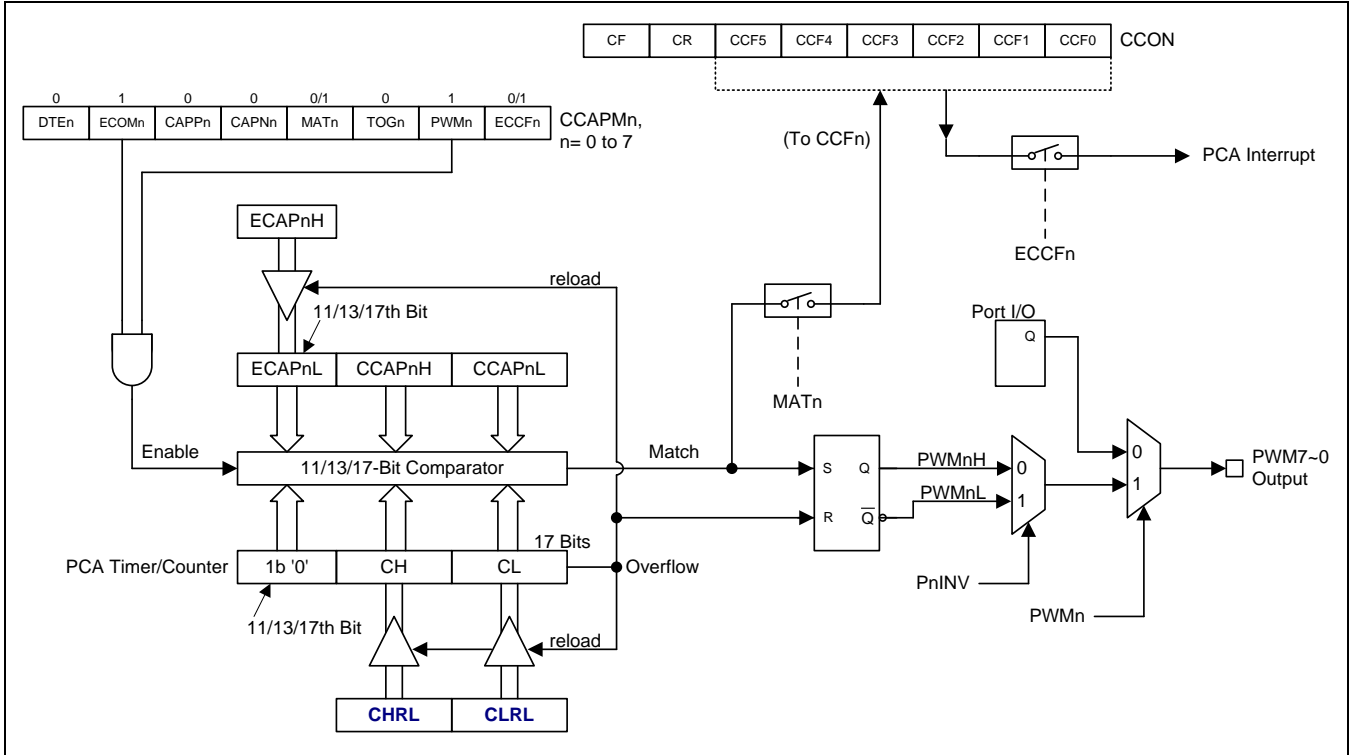 CF CR CCF5 CCF4 CCF3 CCF2 CCF1 CCF0 CCON
0 1 0 0 0/1 0 1 0/1
DTEn ECOMn CAPPn CAPNn MATn TOGn PWMn ECCFn
CCAPMn,
n= 0 to 7
(To CCFn)
PCA Interrupt
ECCFn
ECAPnH
reload
11/13/17th Bit
ECAPnL CCAPnH CCAPnL
MATn
Port I/O
Q
Enable
11/13/17-Bit Comparator
Match
S Q
R Q
PWMnH
PWMnL
0
1
0
1
PWM7~0
Output
17 Bits
PCA Timer/Counter
1b '0' CH CL
Overflow
11/13/17th Bit
reload
PnINV
PWMn
CHRL CLRL